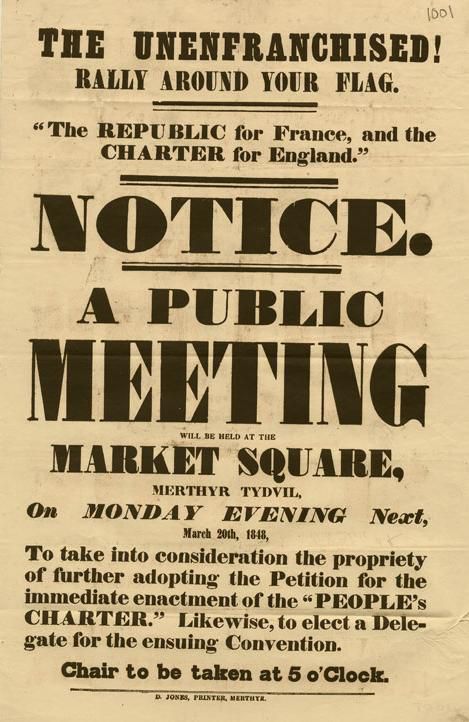 1001
THE UNENFRANCHISED!
RALLY AROUND YOUR FLAG.
“The REPUBLIC for France, and the
CHARTER for England.”
NOTICE.
A PUBLIC
MEETING
WILL BE HELD AT THE
MARKET SQUARE,
MERTHYR TYDVIL,
On MONDAY EVENING Next,
March 20th, 1848,
To take into consideration the propriety
of further adopting the Petition for the
immediate enactment of the “PEOPLE's
CHARTER.” Likewise, to elect a Dele-
gate for the ensuing Convention.
Chair to be taken at 5 o'Clock.
D. JONES, PRINTER, MERTHYR.